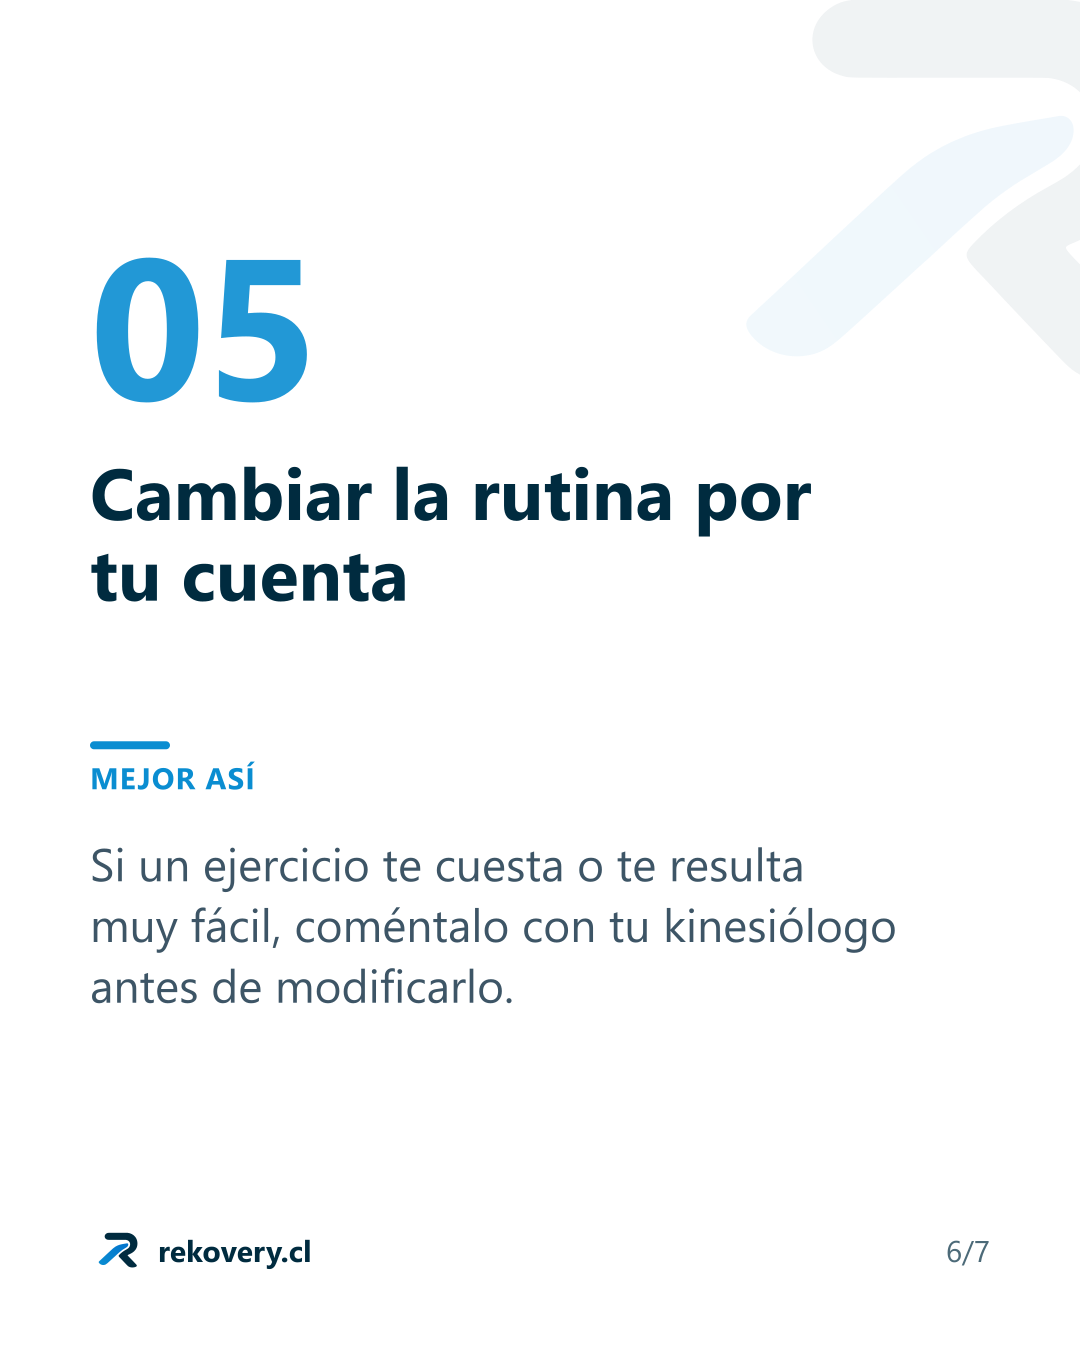 05
Cambiar la rutina por
tu cuenta
MEJOR ASÍ
Si un ejercicio te cuesta o te resulta
muy fácil, coméntalo con tu kinesiólogo
antes de modificarlo.
rekovery.cl
6/7